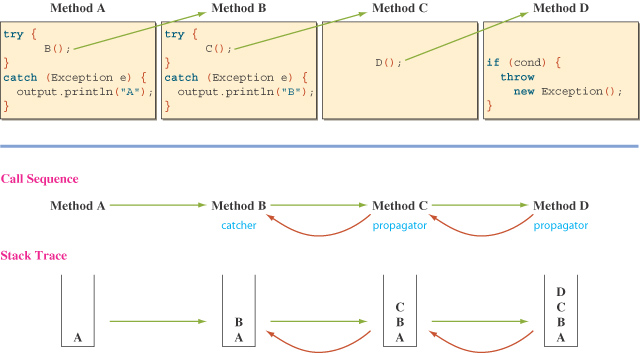 Method A
Method B
Method C
Method D
try {
B();
}
catch (Exception e) {
output.println("A");
}
try {
C();
}
catch (Exception e) {
output.println("B");
}
D();
if (cond) {
throw
new Exception();
}
Call Sequence
Method A
Method B
Method C
Method D
catcher
propagator
propagator
Stack Trace
A
B
A
C
B
A
D
C
B
A